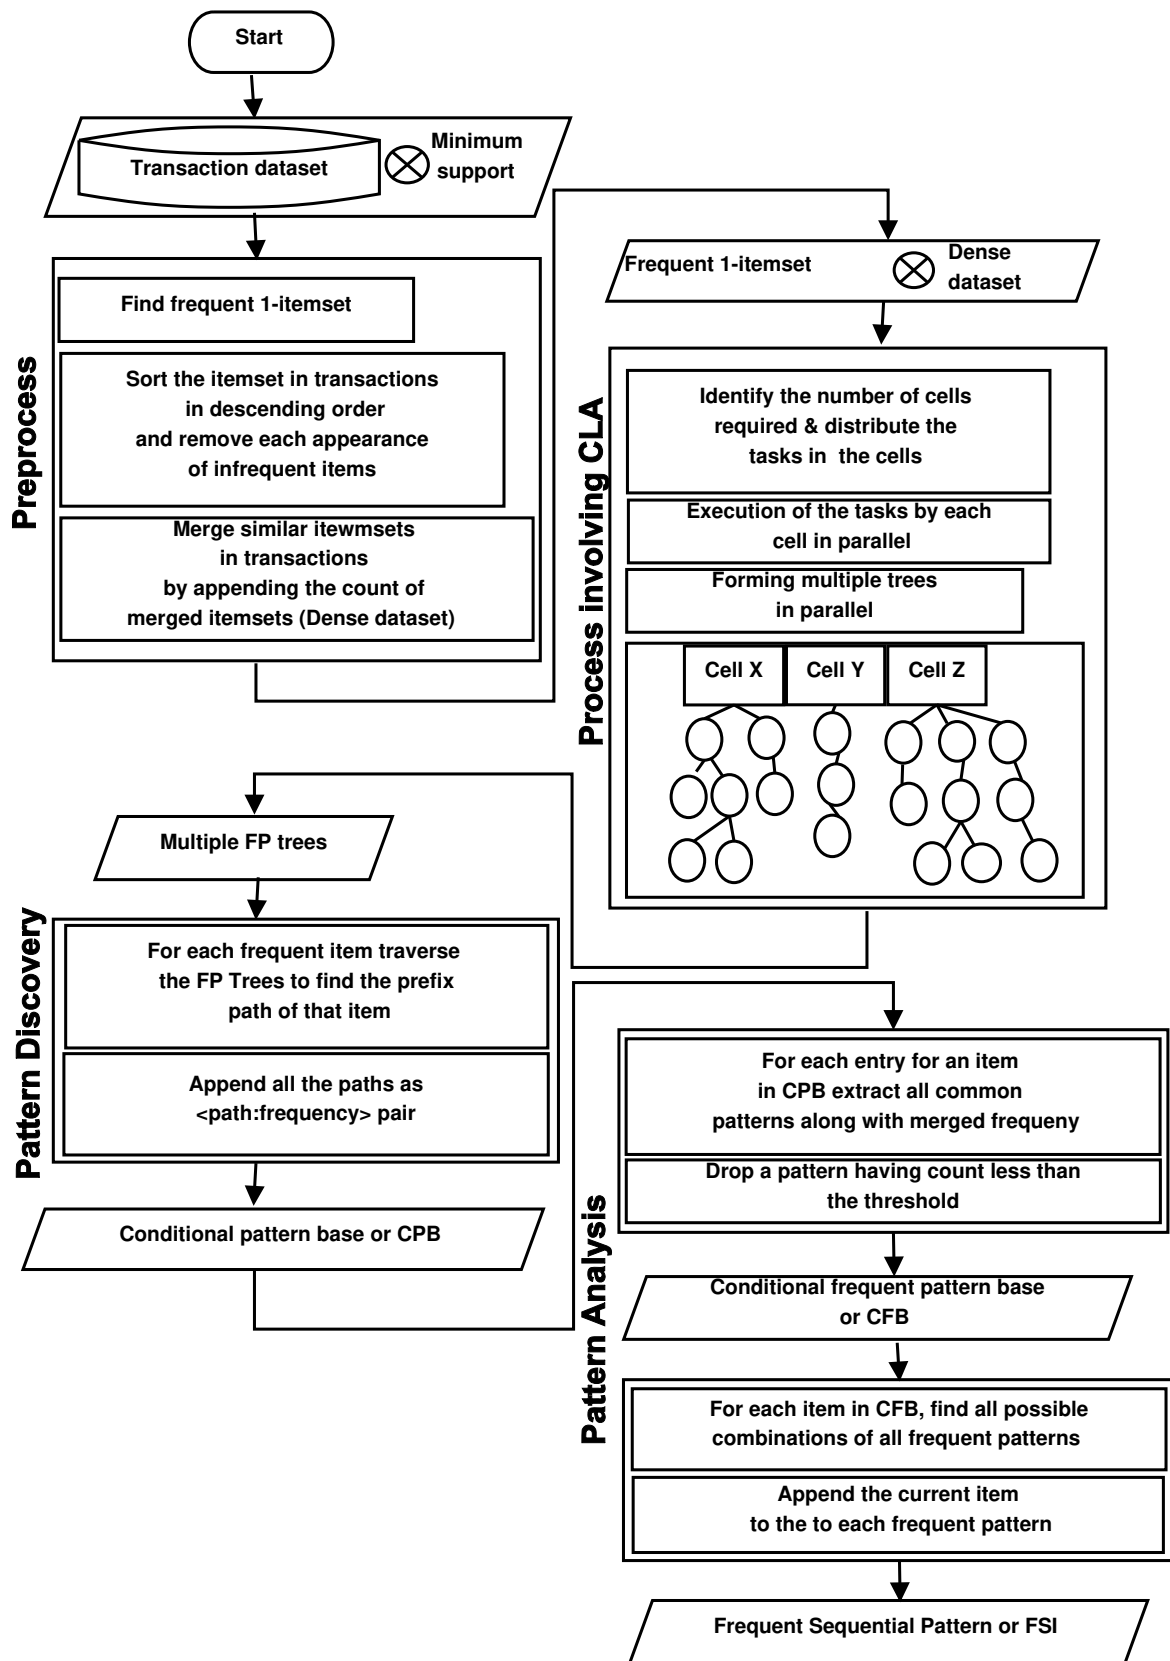 Start
Transaction dataset
Minimum
support
Preprocess
Find frequent 1-itemset
Sort the itemset in transactions
in descending order
and remove each appearance
of infrequent items
Merge similar itewmsets
in transactions
by appending the count of
merged itemsets (Dense dataset)
Frequent 1-itemset
Dense
dataset
Process involving CLA
Identify the number of cells
required & distribute the
tasks in the cells
Execution of the tasks by each
cell in parallel
Forming multiple trees
in parallel
Cell X
Cell Y
Cell Z
Multiple FP trees
Pattern Discovery
For each frequent item traverse
the FP Trees to find the prefix
path of that item
Append all the paths as
<path:frequency> pair
Conditional pattern base or CPB
Pattern Analysis
For each entry for an item
in CPB extract all common
patterns along with merged frequeny
Drop a pattern having count less than
the threshold
Conditional frequent pattern base
or CFB
For each item in CFB, find all possible
combinations of all frequent patterns
Append the current item
to the to each frequent pattern
Frequent Sequential Pattern or FSI